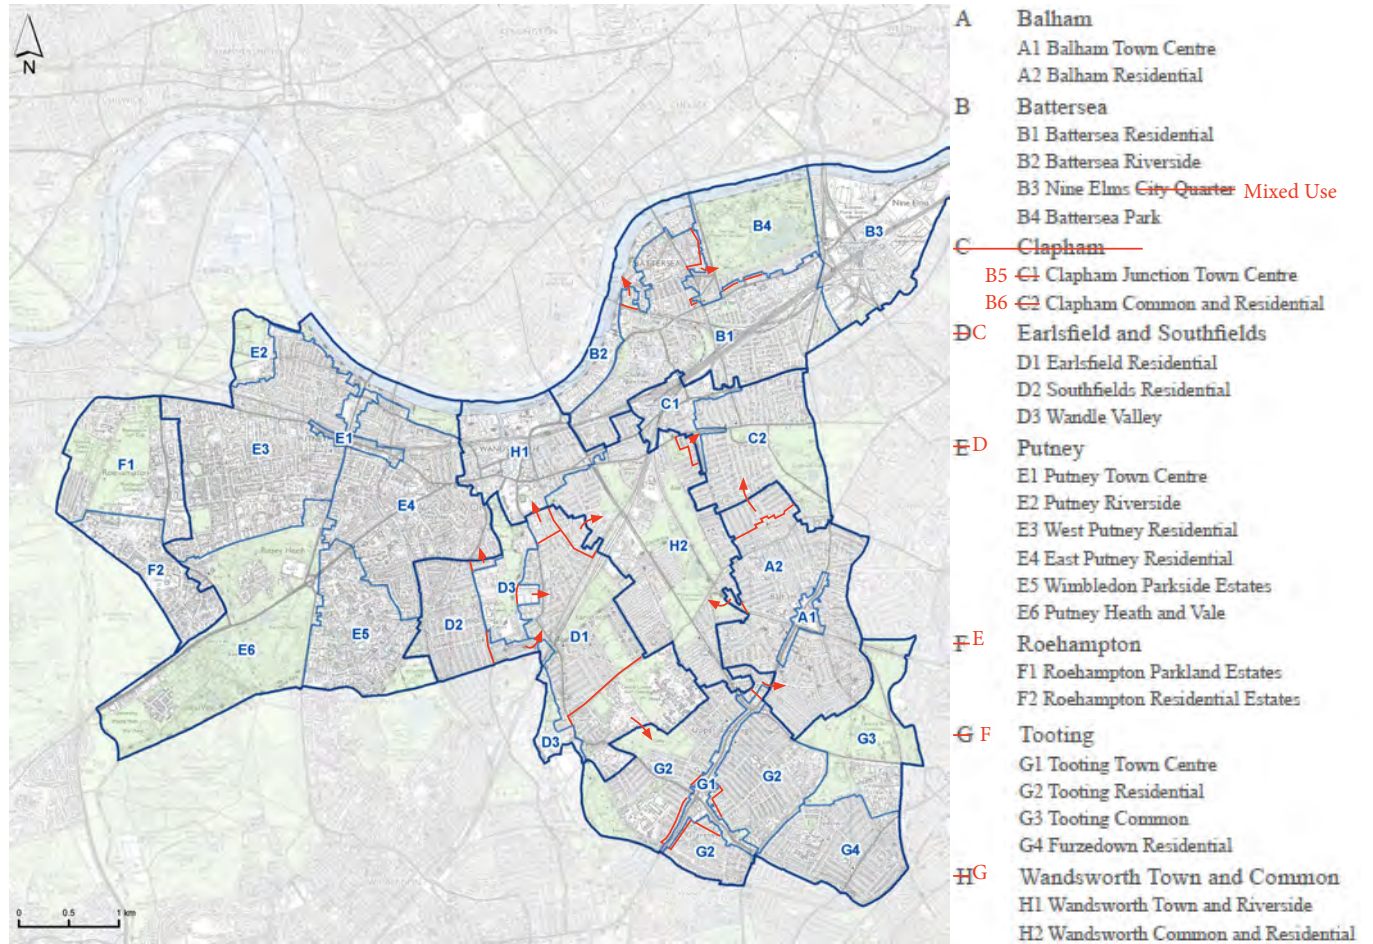 N
E2
E1
E3
F1
F2
E4
E5
E6
H1
H2
D2
D3
D1
D3
B2
B4
B3
B1
BATTERSEA
Nine Elms
C1
C2
A2
A1
G3
G2
G2
G1
G2
G4
Putney Heath
0 0.5 1 km
A Balham
A1 Balham Town Centre
A2 Balham Residential
B Battersea
B1 Battersea Residential
B2 Battersea Riverside
B3 Nine Elms City Quarter Mixed Use
B4 Battersea Park
C Clapham
B5 C1 Clapham Junction Town Centre
B6 C2 Clapham Common and Residential
D C Earlsfield and Southfields
D1 Earlsfield Residential
D2 Southfields Residential
D3 Wandle Valley
E D Putney
E1 Putney Town Centre
E2 Putney Riverside
E3 West Putney Residential
E4 East Putney Residential
E5 Wimbledon Parkside Estates
E6 Putney Heath and Vale
F E Roehampton
F1 Roehampton Parkland Estates
F2 Roehampton Residential Estates
G F Tooting
G1 Tooting Town Centre
G2 Tooting Residential
G3 Tooting Common
G4 Furzedown Residential
H G Wandsworth Town and Common
H1 Wandsworth Town and Riverside
H2 Wandsworth Common and Residential